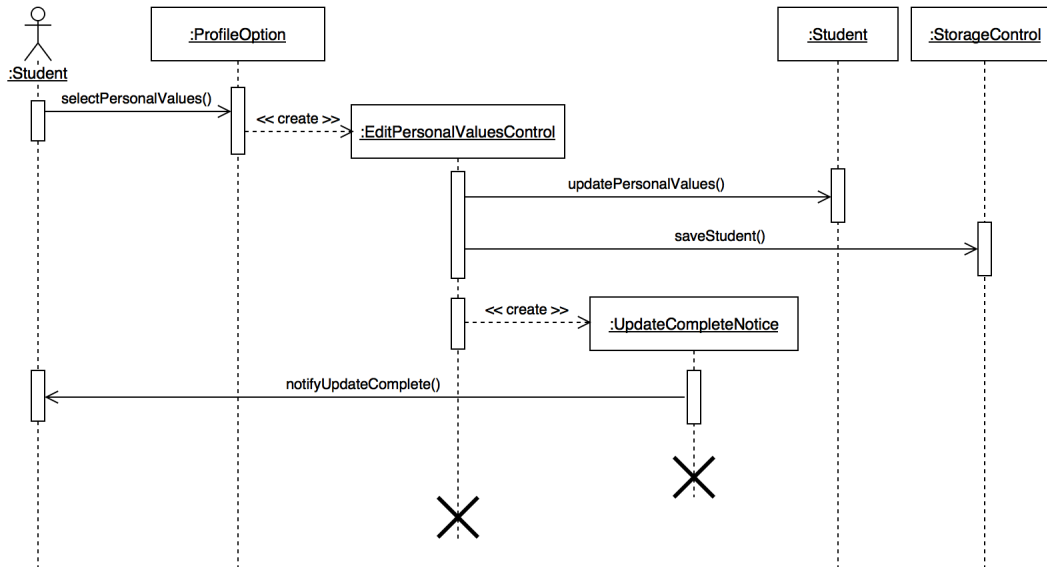 :ProfileOption
:Student
:StorageControl
:Student
selectPersonalValues()
<< create >>
:EditPersonalValuesControl
updatePersonalValues()
saveStudent()
<< create >>
:UpdateCompleteNotice
notifyUpdateComplete()